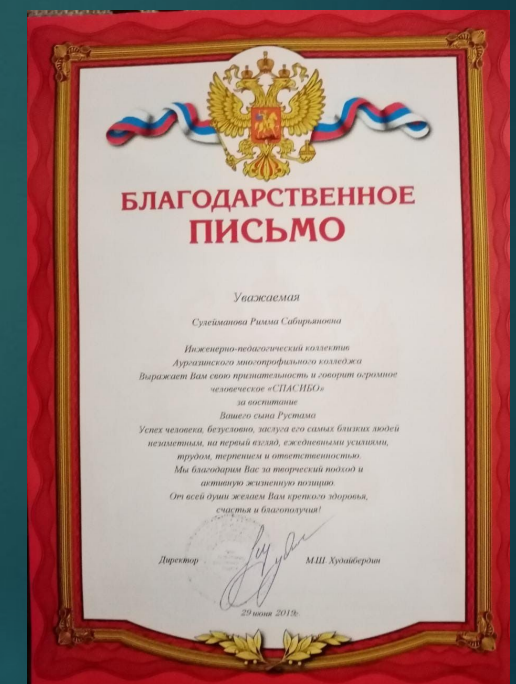 БЛАГОДАРСТВЕННОЕ
ПИСЬМО
Уважаемая
Сулейманова Римма Сабирьяновна
Инженерно-педагогический коллектив
Аургазинского многопрофильного колледжа
Выражает Вам свою признательность и говорит огромное
человеческое «СПАСИБО»
за воспитание
Вашего сына Рустама
Успех человека, безусловно, заслуга его самых близких людей
незаметным, на первый взгляд, ежедневными усилиями,
трудом, терпением и ответственностью.
Мы благодарим Вас за творческий подход и
активную жизненную позицию.
От всей души желаем Вам крепкого здоровья,
счастья и благополучия!
Директор М.Ш. Худайбердин
29 июня 2019г.